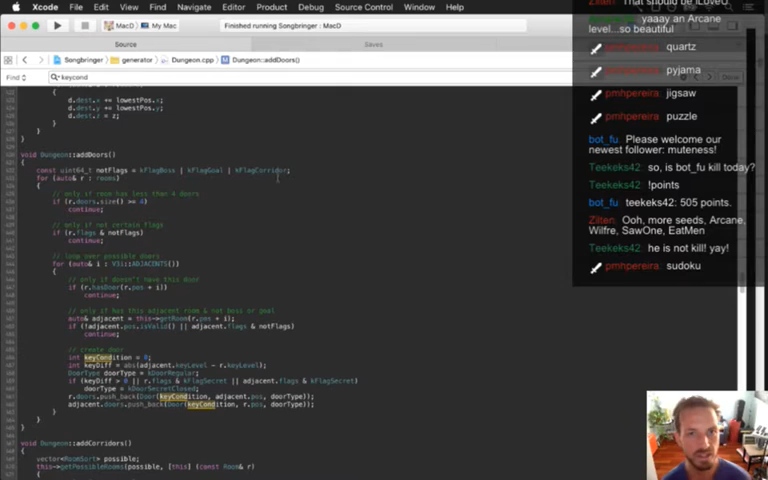 Xcode File Edit View Find Navigate Editor Product Debug Source Control Window Help
MacD My Mac
Finished running Songbringer : MacD
Source
Saves
Songbringer generator Dungeon.cpp Dungeon::addDoors()
Find keycond
Done
d.dest.x += lowestPos.x;
d.dest.y += lowestPos.y;
d.dest.z = z;
}
}
}
void Dungeon::addDoors()
{
const uint64_t notFlags = kFlagBoss | kFlagGoal | kFlagCorridor;
for (auto& r : rooms)
{
// only if room has less than 4 doors
if (r.doors.size() >= 4)
continue;
// only if not certain flags
if (r.flags & notFlags)
continue;
// loop over possible doors
for (auto& i : V3i::ADJACENTS())
{
// only if doesn't have this door
if (r.hasDoor(r.pos + i))
continue;
// only if has this adjacent room & not boss or goal
auto& adjacent = this->getRoom(r.pos + i);
if (!adjacent.pos.isValid() || adjacent.flags & notFlags)
continue;
// create door
int keyCondition = 0;
int keyDiff = abs(adjacent.keyLevel - r.keyLevel);
DoorType doorType = kDoorRegular;
if (keyDiff > 0 || r.flags & kFlagSecret || adjacent.flags & kFlagSecret)
doorType = kDoorSecretClosed;
r.doors.push_back(Door(keyCondition, adjacent.pos, doorType));
adjacent.doors.push_back(Door(keyCondition, r.pos, doorType));
}
}
}
void Dungeon::addCorridors()
{
vector<RoomSort> possible;
this->getPossibleRooms(possible, [this] (const Room& r)
{
yaaay an Arcane
level...so beautiful
pmhpereira: quartz
pmhpereira: pyjama
pmhpereira: jigsaw
pmhpereira: puzzle
bot_fu: Please welcome our
newest follower: muteness!
Teekeks42: so, is bot_fu kill today?
Teekeks42: !points
bot_fu: teekeks42: 505 points.
Zilten: Ooh, more seeds, Arcane,
Wilfre, SawOne, EatMen
Teekeks42: he is not kill! yay!
pmhpereira: sudoku